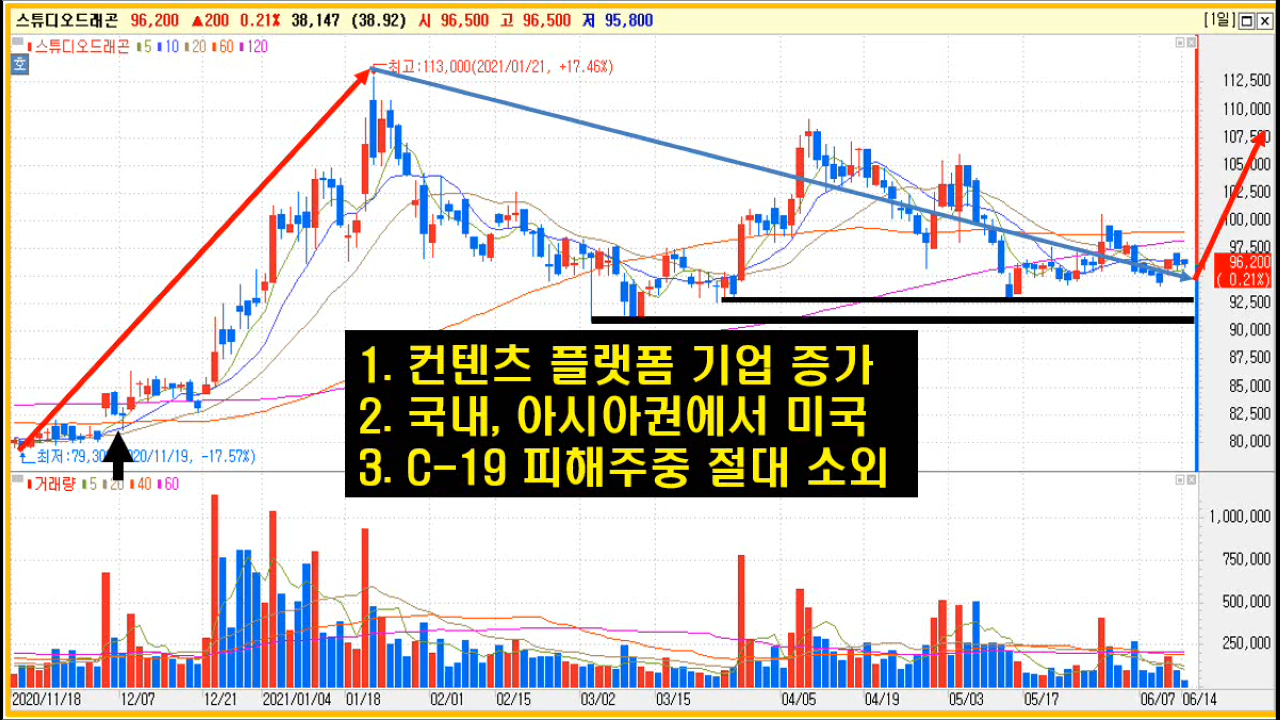 스튜디오드래곤 96,200 ▲200 0.21% 38,147 (38.92) 시 96,500 고 96,500 저 95,800 [1일]
스튜디오드래곤 5 10 20 60 120
호
최고:113,000(2021/01/21, +17.46%)
112,500
110,000
107,500
105,000
102,500
100,000
97,500
96,200
( 0.21%)
92,500
90,000
87,500
85,000
82,500
80,000
1. 컨텐츠 플랫폼 기업 증가
2. 국내, 아시아권에서 미국
3. C-19 피해주중 절대 소외
최저:79,30 20/11/19, -17.57%)
거래량 5 20 40 60
1,000,000
750,000
500,000
250,000
2020/11/18 12/07 12/21 2021/01/04 01/18 02/01 02/15 03/02 03/15 04/05 04/19 05/03 05/17 06/07 06/14